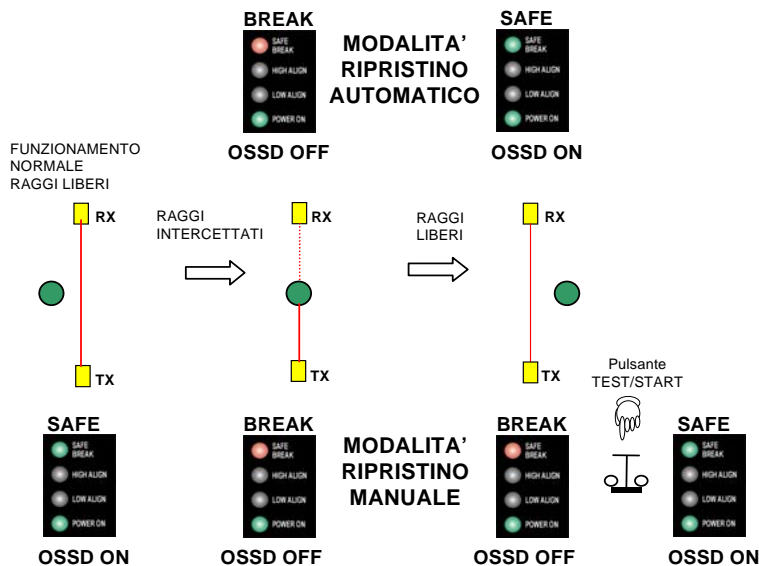 BREAK
SAFE
BREAK
HIGH ALIGN
LOW ALIGN
POWER ON
OSSD OFF
MODALITA’
RIPRISTINO
AUTOMATICO
SAFE
SAFE
BREAK
HIGH ALIGN
LOW ALIGN
POWER ON
OSSD ON
FUNZIONAMENTO
NORMALE
RAGGI LIBERI
RX
TX
RAGGI
INTERCETTATI
RX
TX
RAGGI
LIBERI
RX
TX
Pulsante
TEST/START
SAFE
SAFE
BREAK
HIGH ALIGN
LOW ALIGN
POWER ON
OSSD ON
BREAK
SAFE
BREAK
HIGH ALIGN
LOW ALIGN
POWER ON
OSSD OFF
MODALITA’
RIPRISTINO
MANUALE
BREAK
SAFE
BREAK
HIGH ALIGN
LOW ALIGN
POWER ON
OSSD OFF
SAFE
SAFE
BREAK
HIGH ALIGN
LOW ALIGN
POWER ON
OSSD ON